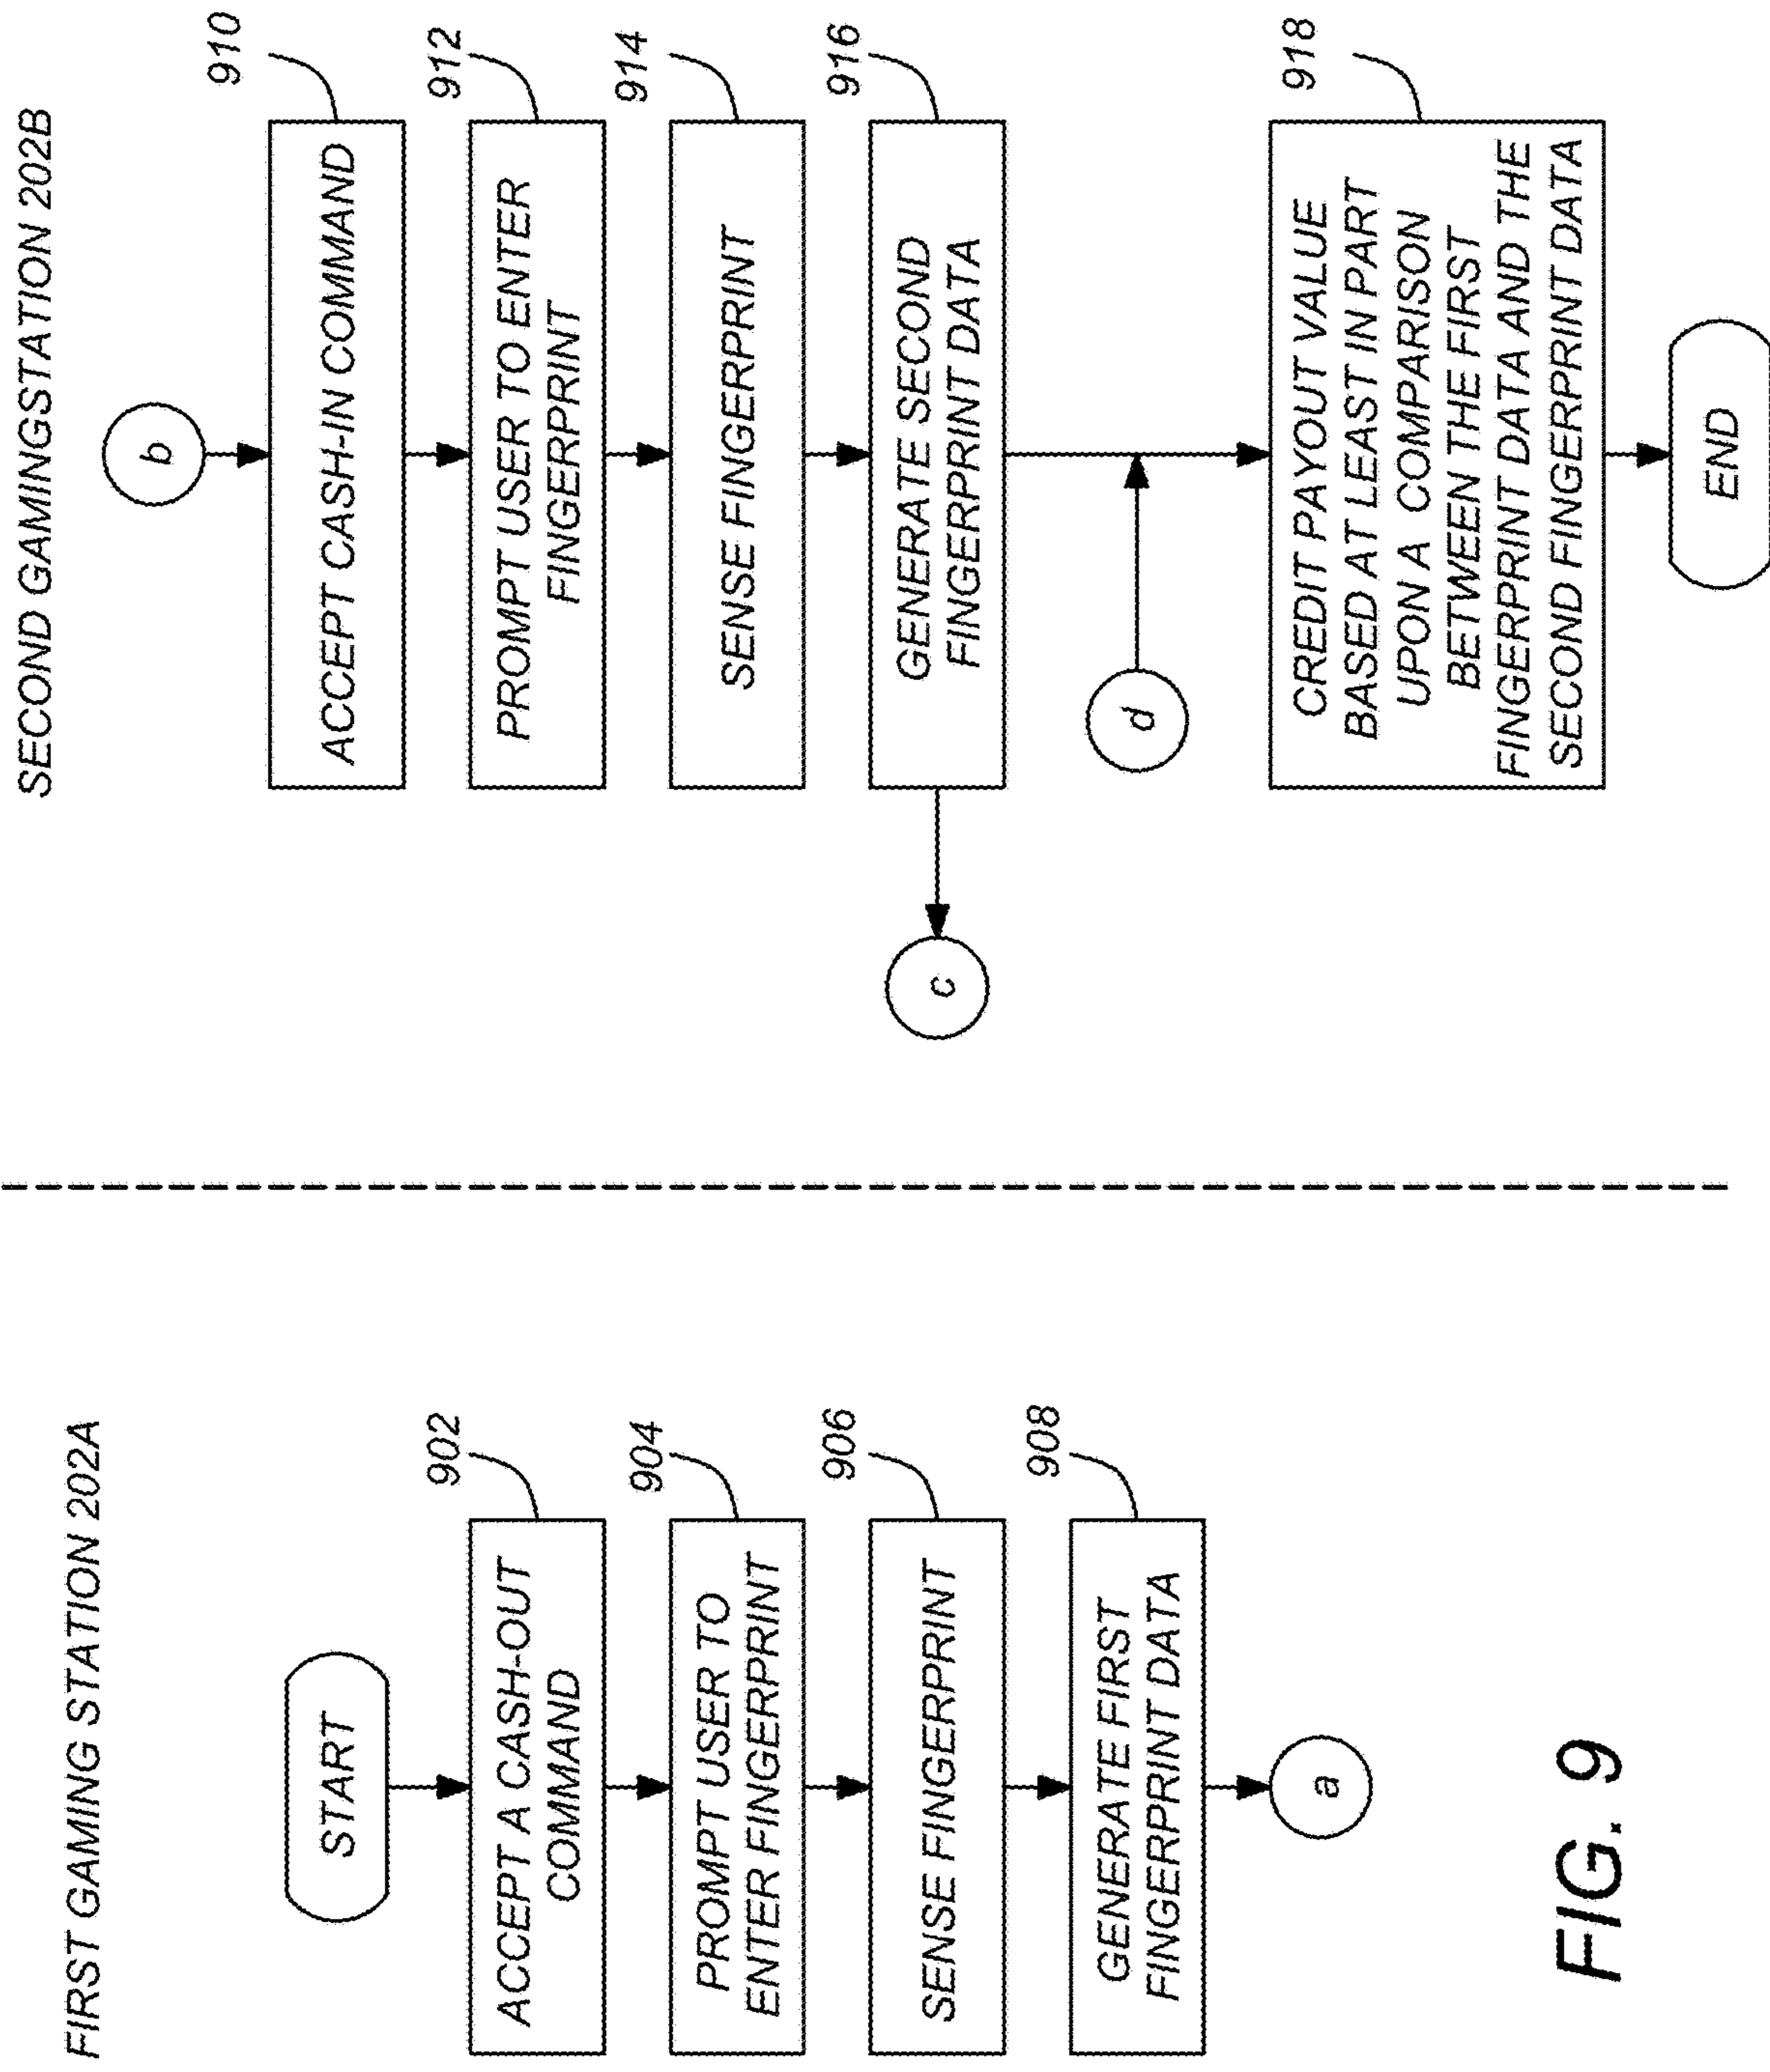 FIRST GAMING STATION 202A
START
902
ACCEPT A CASH-OUT
COMMAND
904
PROMPT USER TO
ENTER FINGERPRINT
906
SENSE FINGERPRINT
908
GENERATE FIRST
FINGERPRINT DATA
a
SECOND GAMINGSTATION 202B
b
910
ACCEPT CASH-IN COMMAND
912
PROMPT USER TO ENTER
FINGERPRINT
914
SENSE FINGERPRINT
916
GENERATE SECOND
FINGERPRINT DATA
c
d
918
CREDIT PAYOUT VALUE
BASED AT LEAST IN PART
UPON A COMPARISON
BETWEEN THE FIRST
FINGERPRINT DATA AND THE
SECOND FINGERPRINT DATA
END
FIG. 9